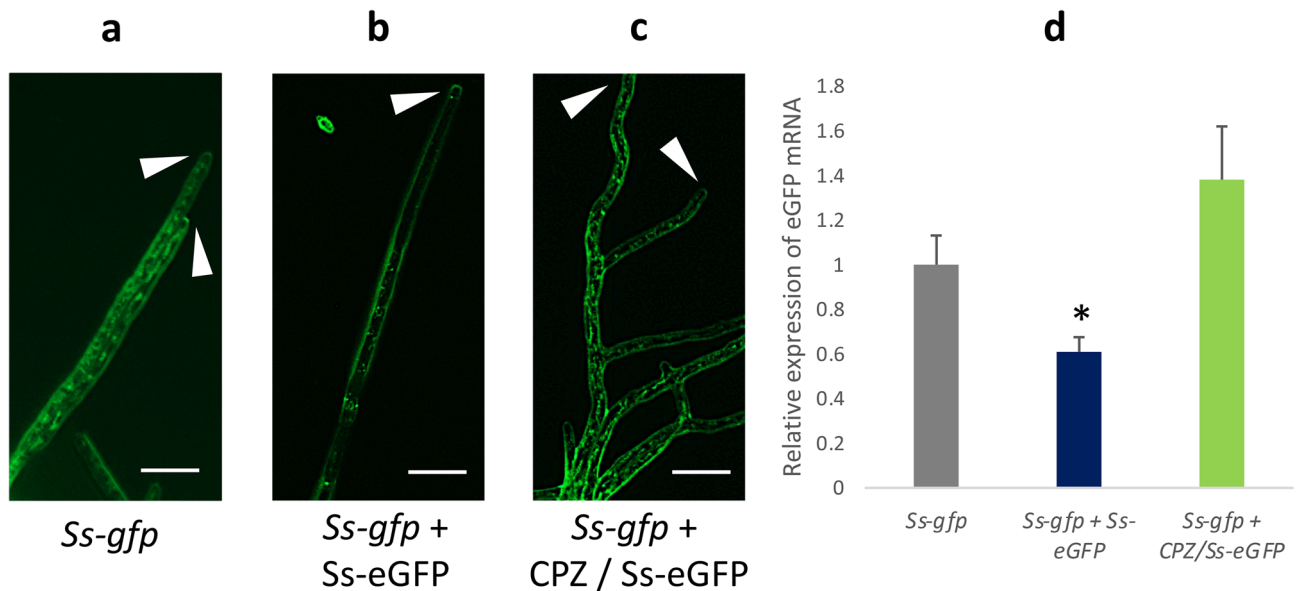 a
b
c
d
Ss-gfp
Ss-gfp +
Ss-eGFP
Ss-gfp +
CPZ / Ss-eGFP
Relative expression of eGFP mRNA
1.8
1.6
1.4
1.2
1
0.8
0.6
0.4
0.2
0
*
Ss-gfp
Ss-gfp + Ss-
eGFP
Ss-gfp +
CPZ/Ss-eGFP